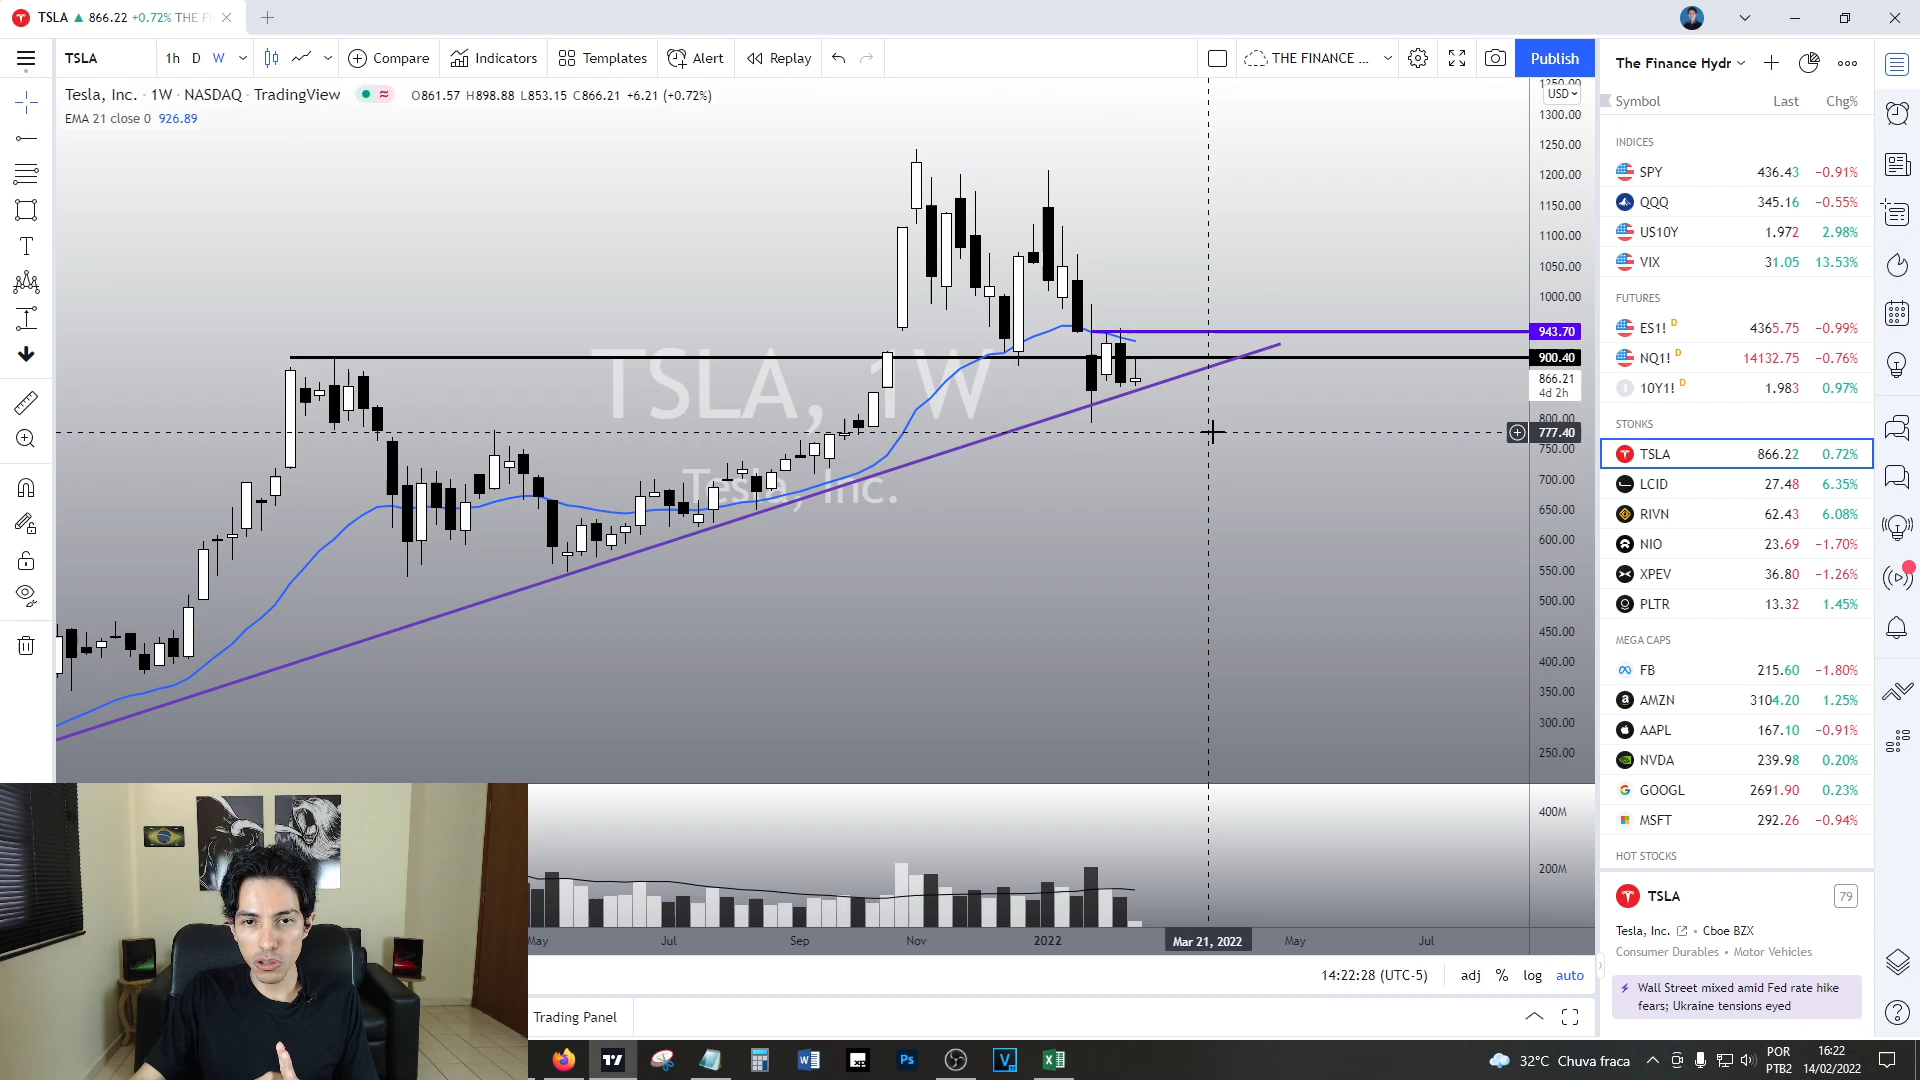 TSLA ▲ 866.22 +0.72% THE F
TSLA 1h D W Compare Indicators Templates Alert Replay THE FINANCE ... Publish
Tesla, Inc. · 1W · NASDAQ · TradingView O861.57 H898.88 L853.15 C866.21 +6.21 (+0.72%)
EMA 21 close 0 926.89
TSLA, 1W
Tesla, Inc.
1350.00
USD
1300.00
1250.00
1200.00
1150.00
1100.00
1050.00
1000.00
943.70
900.40
866.21
4d 2h
800.00
777.40
750.00
700.00
650.00
600.00
550.00
500.00
450.00
400.00
350.00
300.00
250.00
400M
200M
May Jul Sep Nov 2022 Mar 21, 2022 May Jul
14:22:28 (UTC-5) adj % log auto
Trading Panel
The Finance Hydr
Symbol Last Chg%
INDICES
SPY 436.43 −0.91%
QQQ 345.16 −0.55%
US10Y 1.972 2.98%
VIX 31.05 13.53%
FUTURES
ES1! D 4365.75 −0.99%
NQ1! D 14132.75 −0.76%
10Y1! D 1.983 0.97%
STONKS
TSLA 866.22 0.72%
LCID 27.48 6.35%
RIVN 62.43 6.08%
NIO 23.69 −1.70%
XPEV 36.80 −1.26%
PLTR 13.32 1.45%
MEGA CAPS
FB 215.60 −1.80%
AMZN 3104.20 1.25%
AAPL 167.10 −0.91%
NVDA 239.98 0.20%
GOOGL 2691.90 0.23%
MSFT 292.26 −0.94%
HOT STOCKS
TSLA 79
Tesla, Inc. • Cboe BZX
Consumer Durables • Motor Vehicles
Wall Street mixed amid Fed rate hike
fears; Ukraine tensions eyed
32°C Chuva fraca
POR
PTB2
16:22
14/02/2022